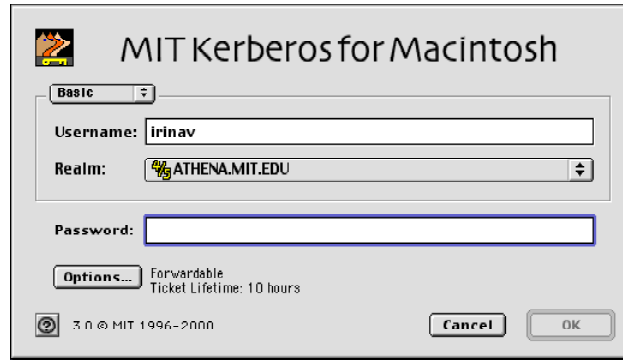 MIT Kerberos for Macintosh
Basic
Username: irinav
Realm: ATHENA.MIT.EDU
Password:
Options... Forwardable
Ticket Lifetime: 10 hours
3.0 © MIT 1996-2000
Cancel OK